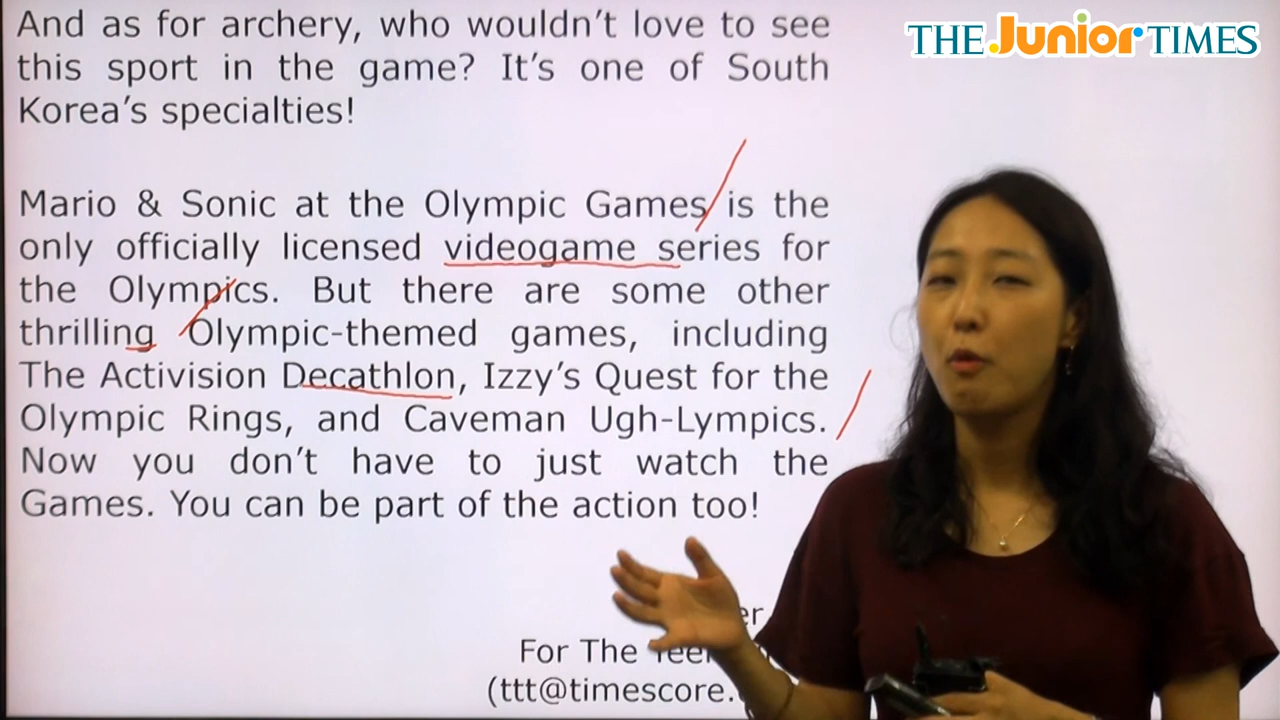 And as for archery, who wouldn't love to see
this sport in the game? It's one of South
Korea's specialties!
Mario & Sonic at the Olympic Games is the
only officially licensed videogame series for
the Olympics. But there are some other
thrilling Olympic-themed games, including
The Activision Decathlon, Izzy's Quest for the
Olympic Rings, and Caveman Ugh-Lympics.
Now you don't have to just watch the
Games. You can be part of the action too!
For The
(ttt@timescore.
THE Junior TIMES